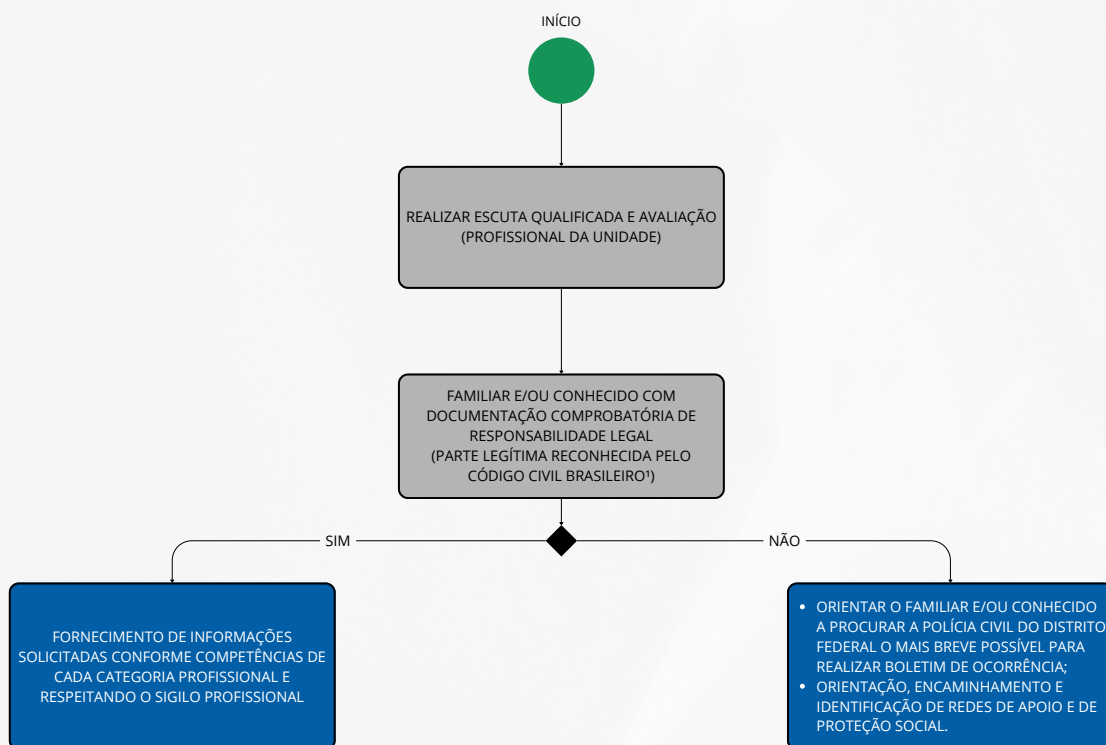 INÍCIO
REALIZAR ESCUTA QUALIFICADA E AVALIAÇÃO
(PROFISSIONAL DA UNIDADE)
FAMILIAR E/OU CONHECIDO COM
DOCUMENTAÇÃO COMPROBATÓRIA DE
RESPONSABILIDADE LEGAL
(PARTE LEGÍTIMA RECONHECIDA PELO
CÓDIGO CIVIL BRASILEIRO¹)
SIM
NÃO
FORNECIMENTO DE INFORMAÇÕES
SOLICITADAS CONFORME COMPETÊNCIAS DE
CADA CATEGORIA PROFISSIONAL E
RESPEITANDO O SIGILO PROFISSIONAL
• ORIENTAR O FAMILIAR E/OU CONHECIDO
A PROCURAR A POLÍCIA CIVIL DO DISTRITO
FEDERAL O MAIS BREVE POSSÍVEL PARA
REALIZAR BOLETIM DE OCORRÊNCIA;
• ORIENTAÇÃO, ENCAMINHAMENTO E
IDENTIFICAÇÃO DE REDES DE APOIO E DE
PROTEÇÃO SOCIAL.